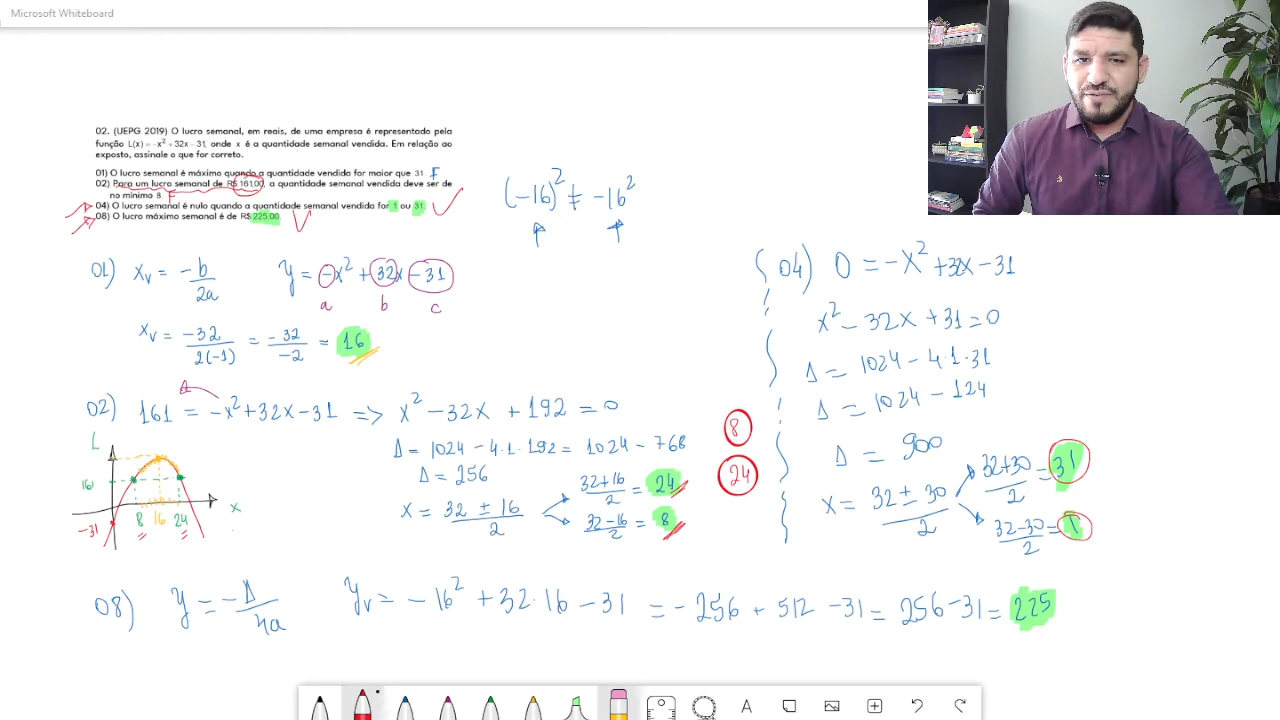 Microsoft Whiteboard
02. (UEPG 2019) O lucro semanal, em reais, de uma empresa é representado pela
função L(x) = -x² + 32x - 31, onde x é a quantidade semanal vendida. Em relação ao
exposto, assinale o que for correto.
01) O lucro semanal é máximo quando a quantidade vendida for maior que 31. F
02) Para um lucro semanal de R$ 161,00, a quantidade semanal vendida deve ser de
no mínimo 8. F
04) O lucro semanal é nulo quando a quantidade semanal vendida for 1 ou 31. V
08) O lucro máximo semanal é de R$ 225,00. V
(-16)² ≠ -16²
01) xv = -b/2a
y = -x² + 32x - 31
a b c
xv = -32/2(-1) = -32/-2 = 16
02) 161 = -x² + 32x - 31 => x² - 32x + 192 = 0
Δ = 1024 - 4·1·192 = 1024 - 768
Δ = 256
x = 32 ± 16/2
32+16/2 = 24
32-16/2 = 8
8
24
L
161
-31
8 16 24
x
04) 0 = -x² + 32x - 31
x² - 32x + 31 = 0
Δ = 1024 - 4·1·31
Δ = 1024 - 124
Δ = 900
x = 32 ± 30/2
32+30/2 = 31
32-30/2 = 1
08) y = -Δ/4a
yv = -16² + 32·16 - 31 = -256 + 512 - 31 = 256 - 31 = 225
A